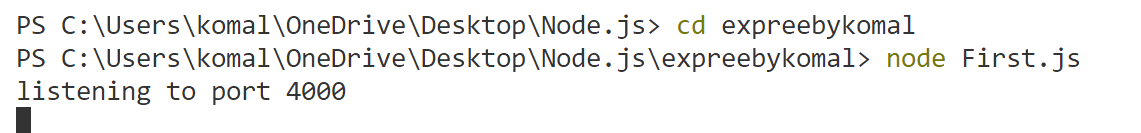 PS C:\Users\komal\OneDrive\Desktop\Node.js> cd expreebykomal
PS C:\Users\komal\OneDrive\Desktop\Node.js\expreebykomal> node First.js
listening to port 4000